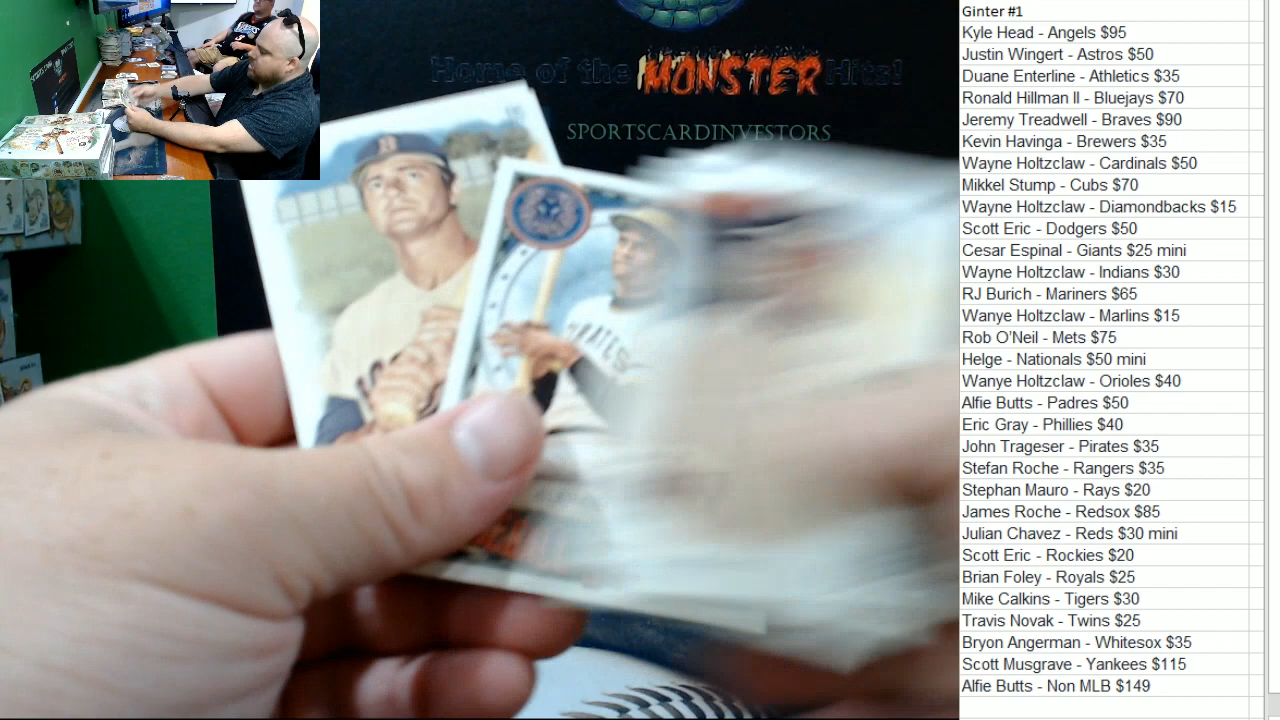 Home of the MONSTER Hits!
SPORTSCARDINVESTORS
B
Ginter #1
Kyle Head - Angels $95
Justin Wingert - Astros $50
Duane Enterline - Athletics $35
Ronald Hillman ll - Bluejays $70
Jeremy Treadwell - Braves $90
Kevin Havinga - Brewers $35
Wayne Holtzclaw - Cardinals $50
Mikkel Stump - Cubs $70
Wayne Holtzclaw - Diamondbacks $15
Scott Eric - Dodgers $50
Cesar Espinal - Giants $25 mini
Wayne Holtzclaw - Indians $30
RJ Burich - Mariners $65
Wanye Holtzclaw - Marlins $15
Rob O'Neil - Mets $75
Helge - Nationals $50 mini
Wanye Holtzclaw - Orioles $40
Alfie Butts - Padres $50
Eric Gray - Phillies $40
John Trageser - Pirates $35
Stefan Roche - Rangers $35
Stephan Mauro - Rays $20
James Roche - Redsox $85
Julian Chavez - Reds $30 mini
Scott Eric - Rockies $20
Brian Foley - Royals $25
Mike Calkins - Tigers $30
Travis Novak - Twins $25
Bryon Angerman - Whitesox $35
Scott Musgrave - Yankees $115
Alfie Butts - Non MLB $149